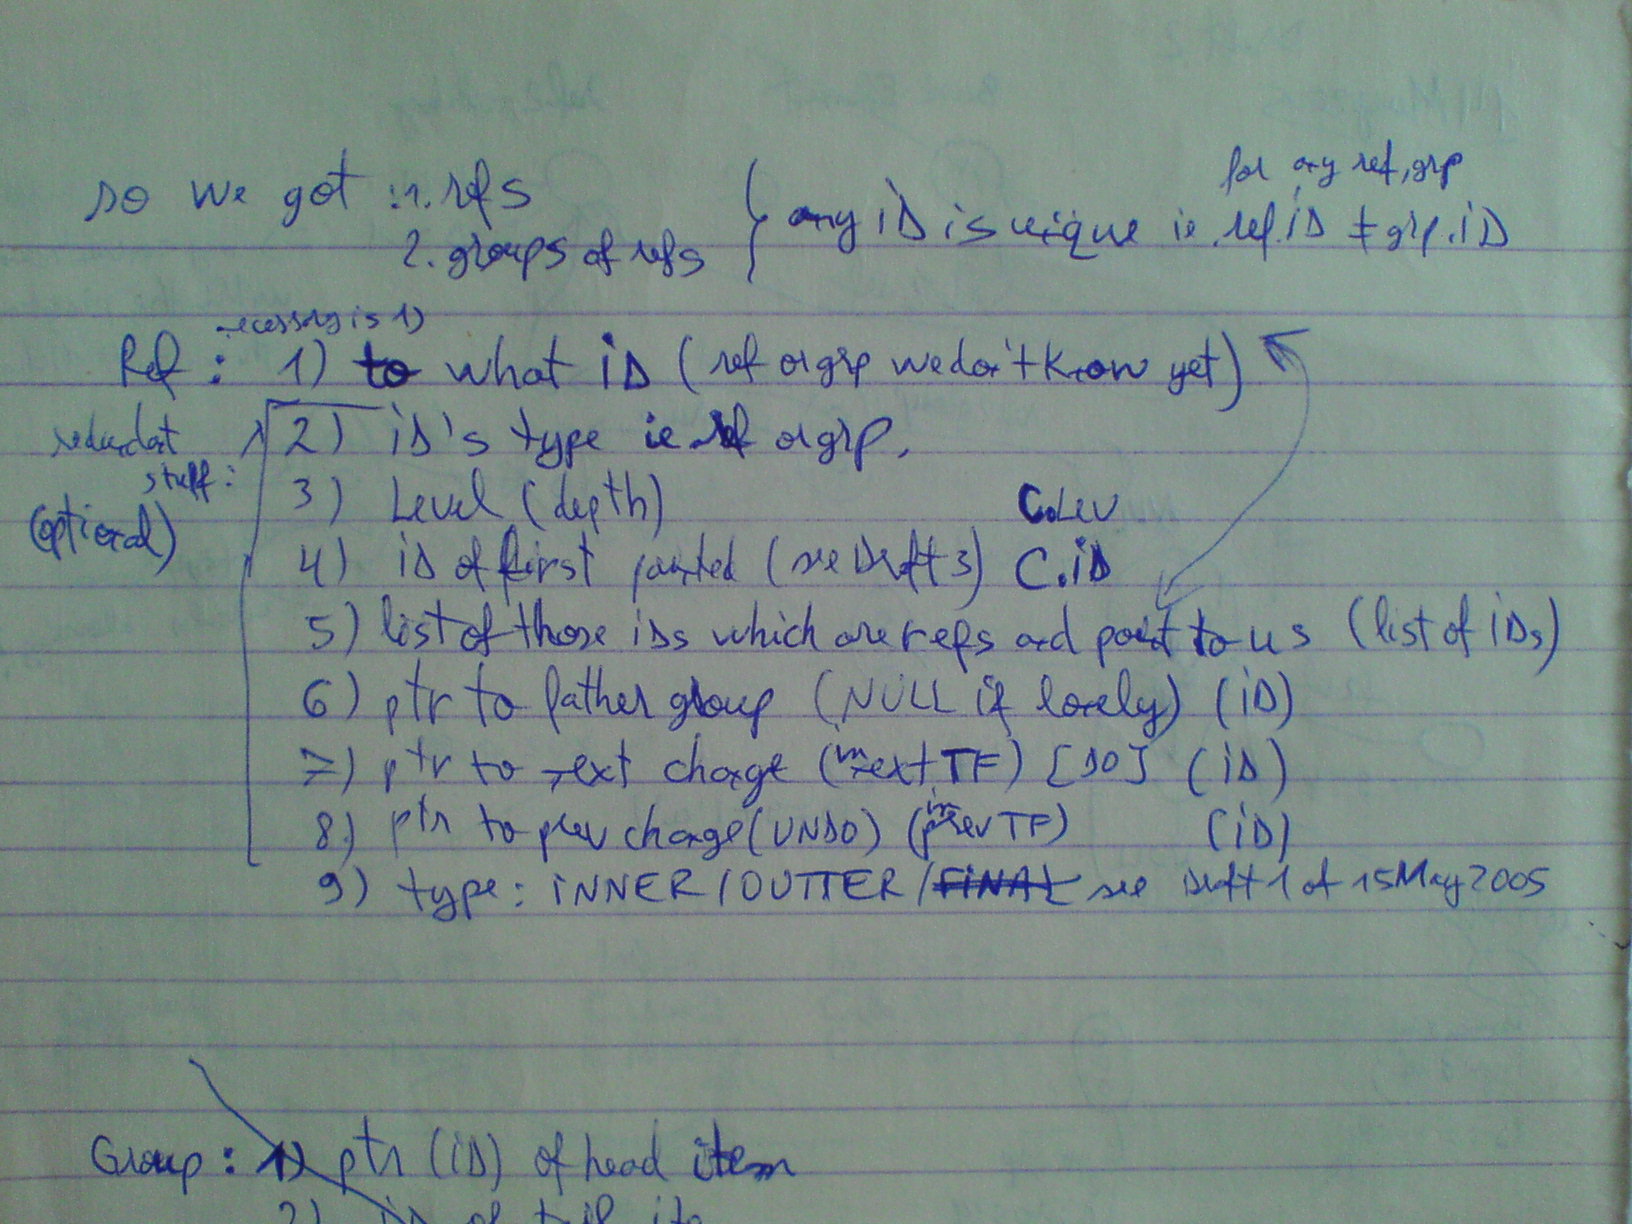 so we got : 1. refs
2. groups of refs
for any ref, grp
any iD is unique ie ref.iD ≠ grp.iD
necessary is 1)
Ref : 1) to what iD (ref or grp we don't know yet)
redundant stuff: (optional)
2) iD's type ie ref or grp.
3) Level (depth) C.Lev
4) iD of first pointed (see Draft 3) C.iD
5) list of those iDs which are refs and point to us (list of iDs)
6) ptr to father group (NULL if lonely) (iD)
7) ptr to next change (in next TF) [DO] (iD)
8) ptr to prev change (UNDO) (in prev TF) (iD)
9) type: iNNER / OUTTER / FiNAL see Draft 1 of 15May2005
Group : 1) ptr (iD) of head item
2) iD of tail